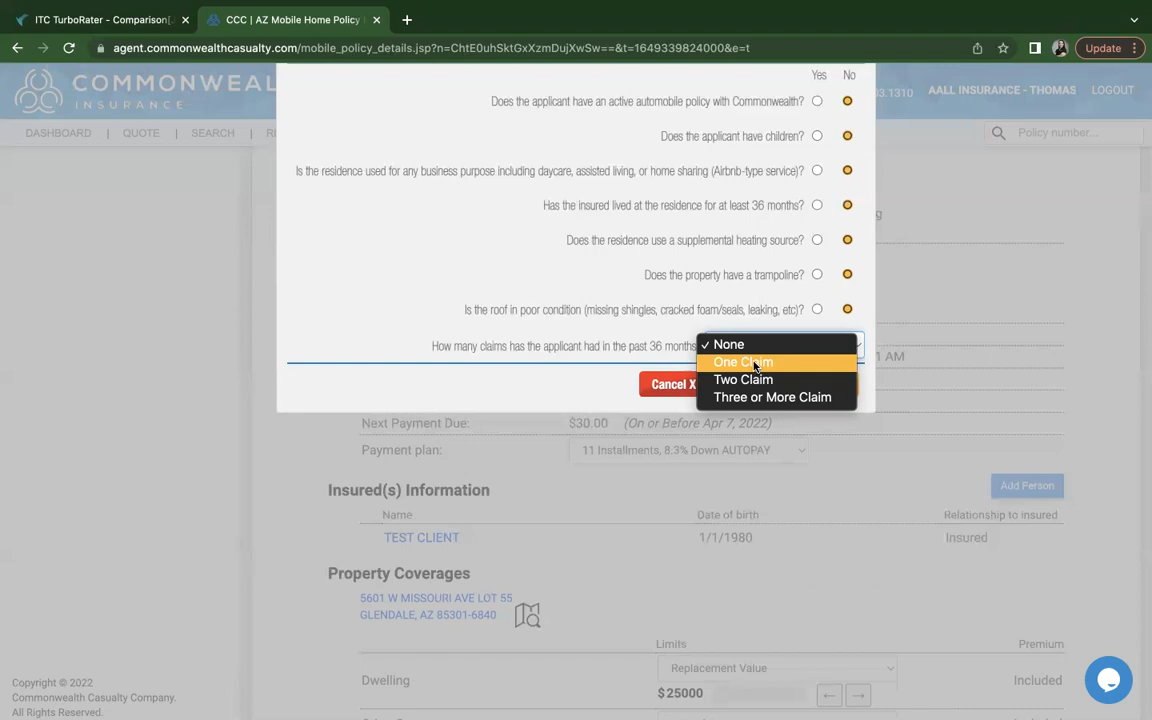 ITC TurboRater - Comparison[
CCC | AZ Mobile Home Policy
agent.commonwealthcasualty.com/mobile_policy_details.jsp?n=ChtE0uhSktGxXzmDujXwSw==&t=1649339824000&e=t
Update
COMMONWEAL
INSURANCE
03.1310
AALL INSURANCE - THOMAS
LOGOUT
DASHBOARD | QUOTE | SEARCH |
Policy number...
Yes No
Does the applicant have an active automobile policy with Commonwealth?
Does the applicant have children?
Is the residence used for any business purpose including daycare, assisted living, or home sharing (Airbnb-type service)?
Has the insured lived at the residence for at least 36 months?
Does the residence use a supplemental heating source?
Does the property have a trampoline?
Is the roof in poor condition (missing shingles, cracked foam/seals, leaking, etc)?
How many claims has the applicant had in the past 36 months
✓ None
One Claim
Two Claim
Three or More Claim
AM
Cancel X
Next Payment Due: $30.00 (On or Before Apr 7, 2022)
Payment plan: 11 Installments, 8.3% Down AUTOPAY
Insured(s) Information
Add Person
Name Date of birth Relationship to insured
TEST CLIENT 1/1/1980 Insured
Property Coverages
5601 W MISSOURI AVE LOT 55
GLENDALE, AZ 85301-6840
Limits Premium
Replacement Value
Dwelling $25000 Included
Copyright © 2022
Commonwealth Casualty Company.
All Rights Reserved.